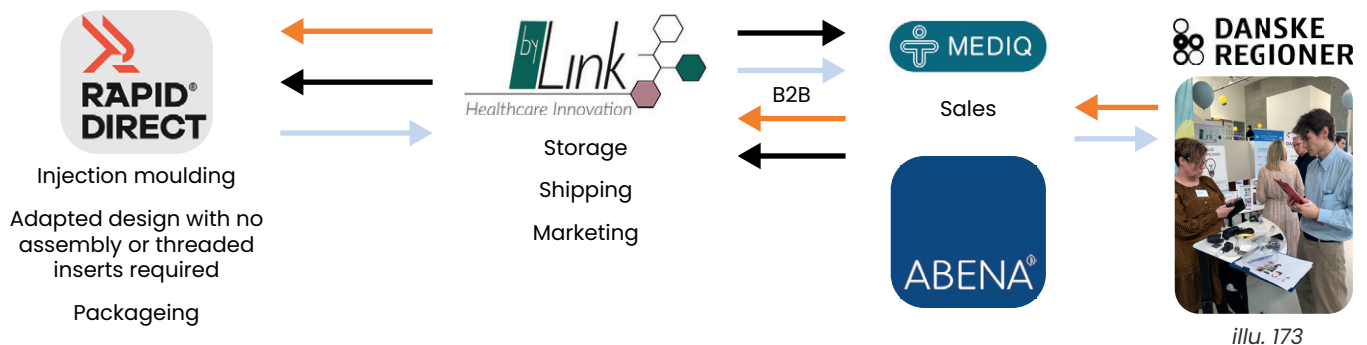 RAPID®
DIRECT
Injection moulding
Adapted design with no
assembly or threaded
inserts required
Packageing
by
Link
Healthcare Innovation
Storage
Shipping
Marketing
B2B
MEDIQ
Sales
ABENA®
DANSKE
REGIONER
illu. 173